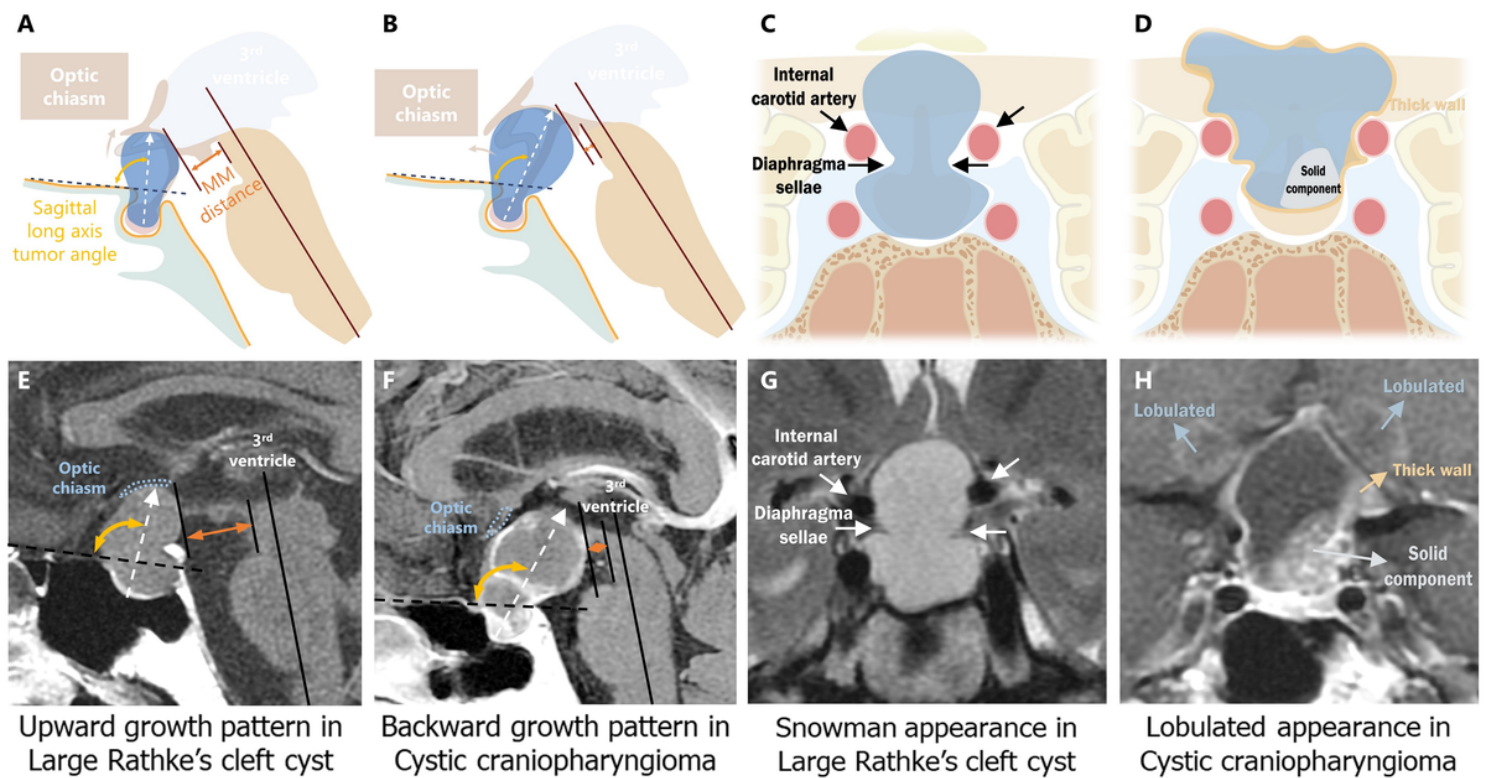 A
Optic
chiasm
3rd
ventricle
MM
distance
Sagittal
long axis
tumor angle
B
Optic
chiasm
3rd
ventricle
C
Internal
carotid artery
Diaphragma
sellae
D
Thick wall
Solid
component
E
Optic
chiasm
3rd
ventricle
Upward growth pattern in
Large Rathke's cleft cyst
F
Optic
chiasm
3rd
ventricle
Backward growth pattern in
Cystic craniopharyngioma
G
Internal
carotid artery
Diaphragma
sellae
Snowman appearance in
Large Rathke's cleft cyst
H
Lobulated
Lobulated
Thick wall
Solid
component
Lobulated appearance in
Cystic craniopharyngioma